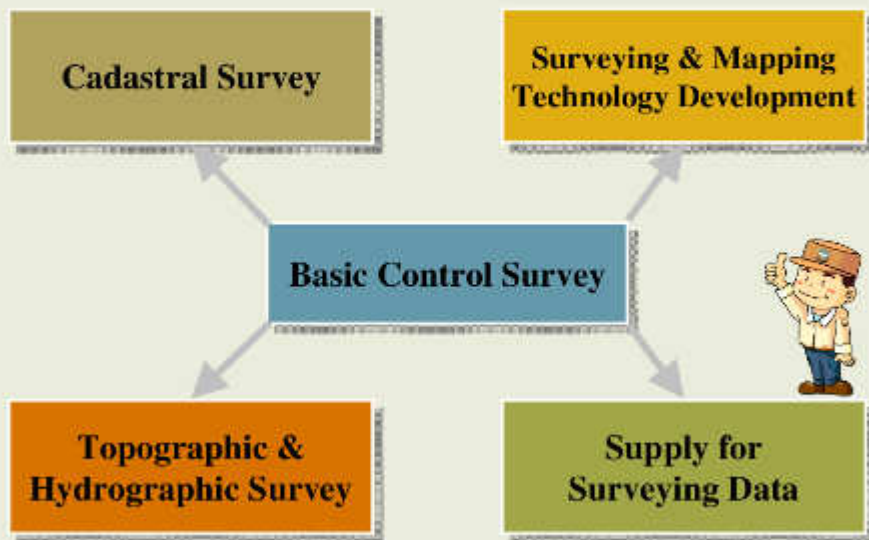 Cadastral Survey
Surveying & Mapping
Technology Development
Basic Control Survey
Topographic &
Hydrographic Survey
Supply for
Surveying Data